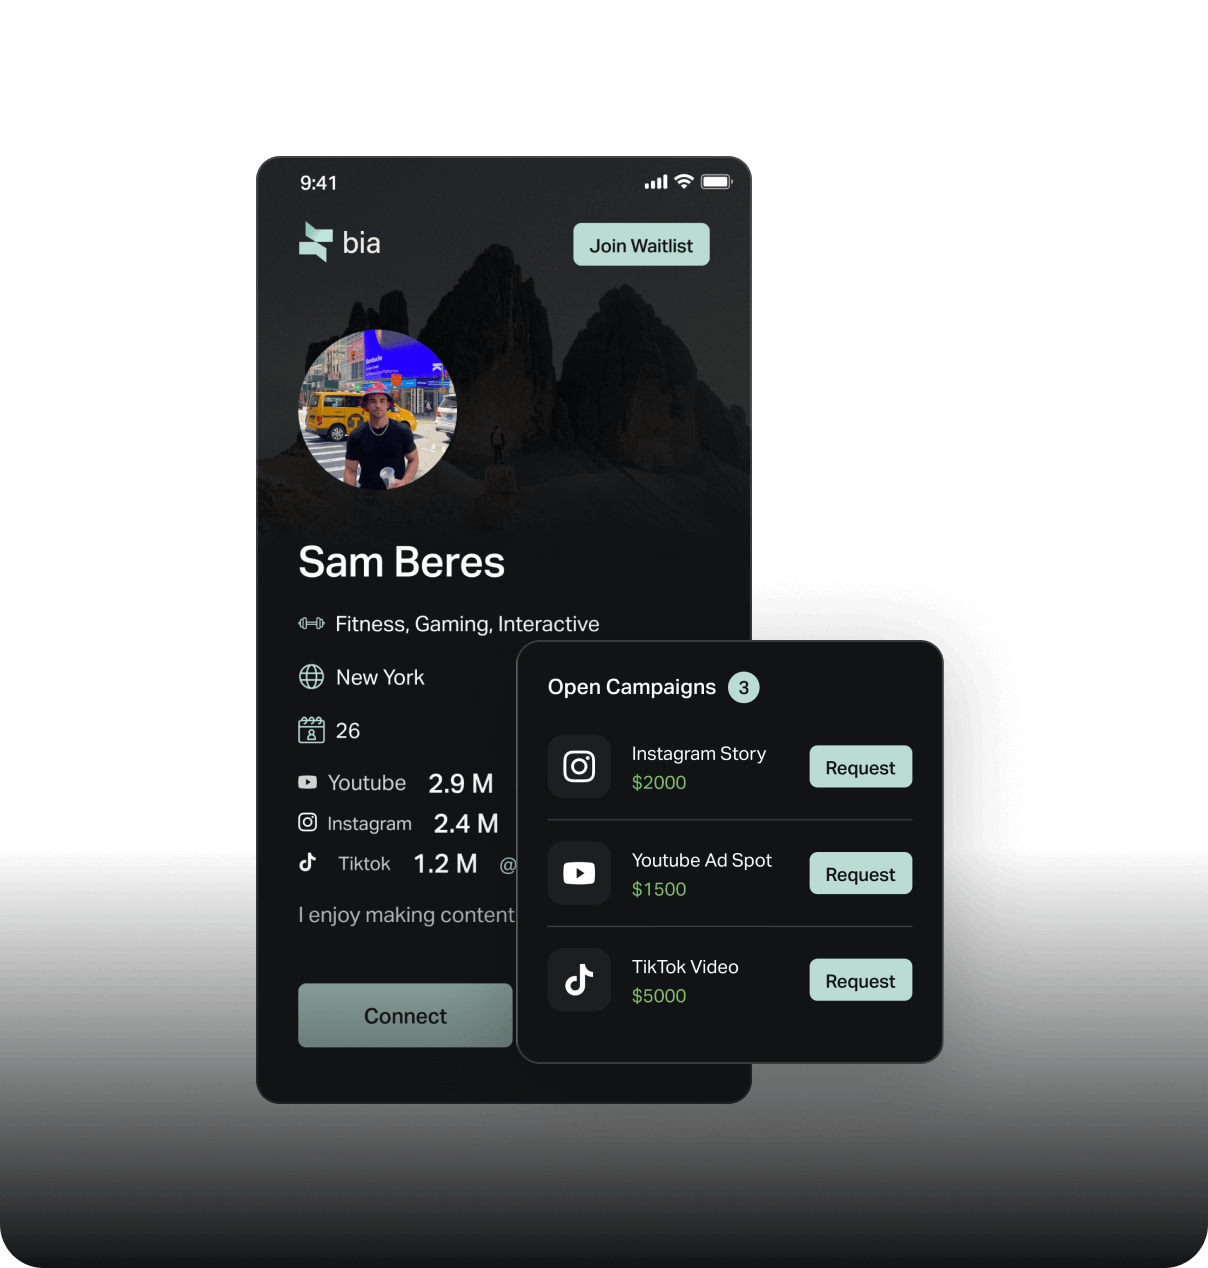 9:41
bia
Join Waitlist
Sam Beres
Fitness, Gaming, Interactive
New York
26
Youtube 2.9 M
Instagram 2.4 M
Tiktok 1.2 M @
I enjoy making content
Connect
Open Campaigns 3
Instagram Story
$2000
Request
Youtube Ad Spot
$1500
Request
TikTok Video
$5000
Request